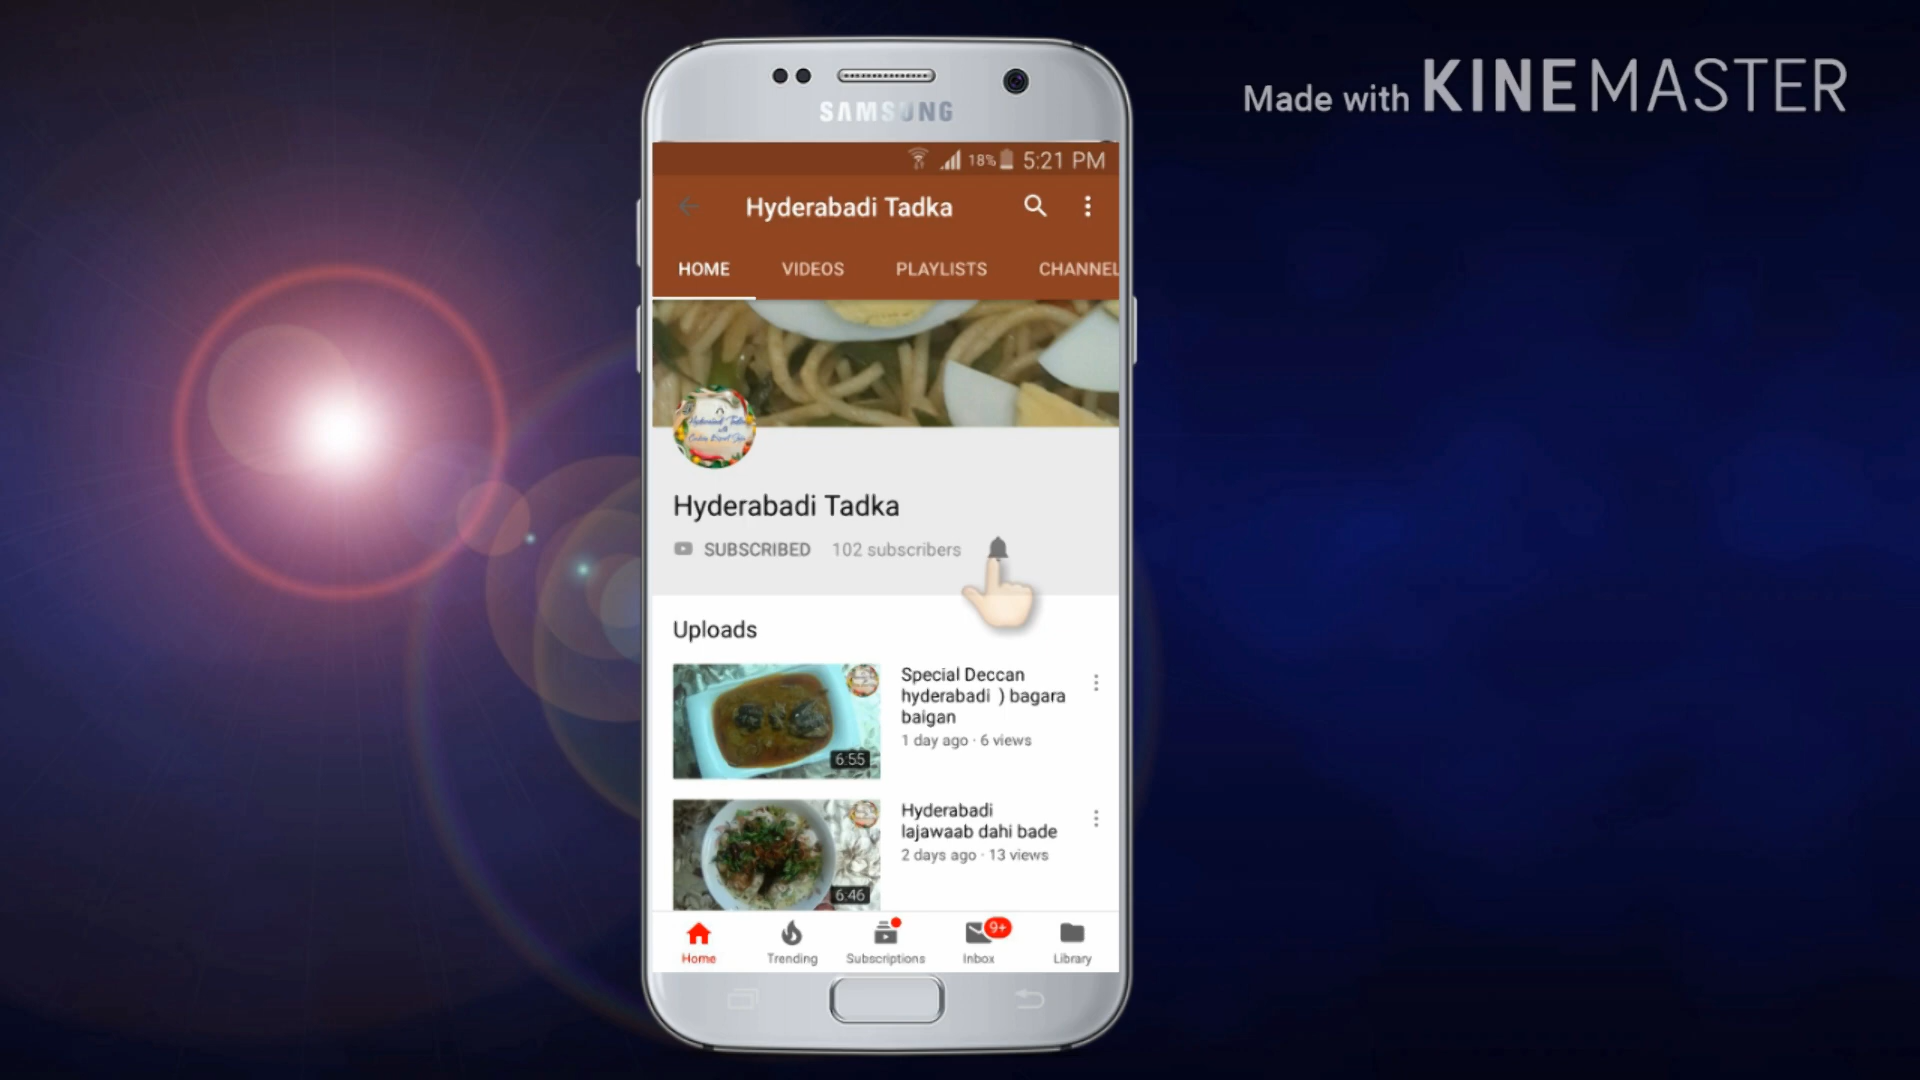 Made with KINEMASTER
SAMSUNG
18% 5:21 PM
Hyderabadi Tadka
HOME VIDEOS PLAYLISTS CHANNEL
Hyderabadi Tadka
SUBSCRIBED 102 subscribers
Uploads
Special Deccan
hyderabadi ) bagara
baigan
1 day ago · 6 views
6:55
Hyderabadi
lajawaab dahi bade
2 days ago · 13 views
6:46
9+
Home Trending Subscriptions Inbox Library